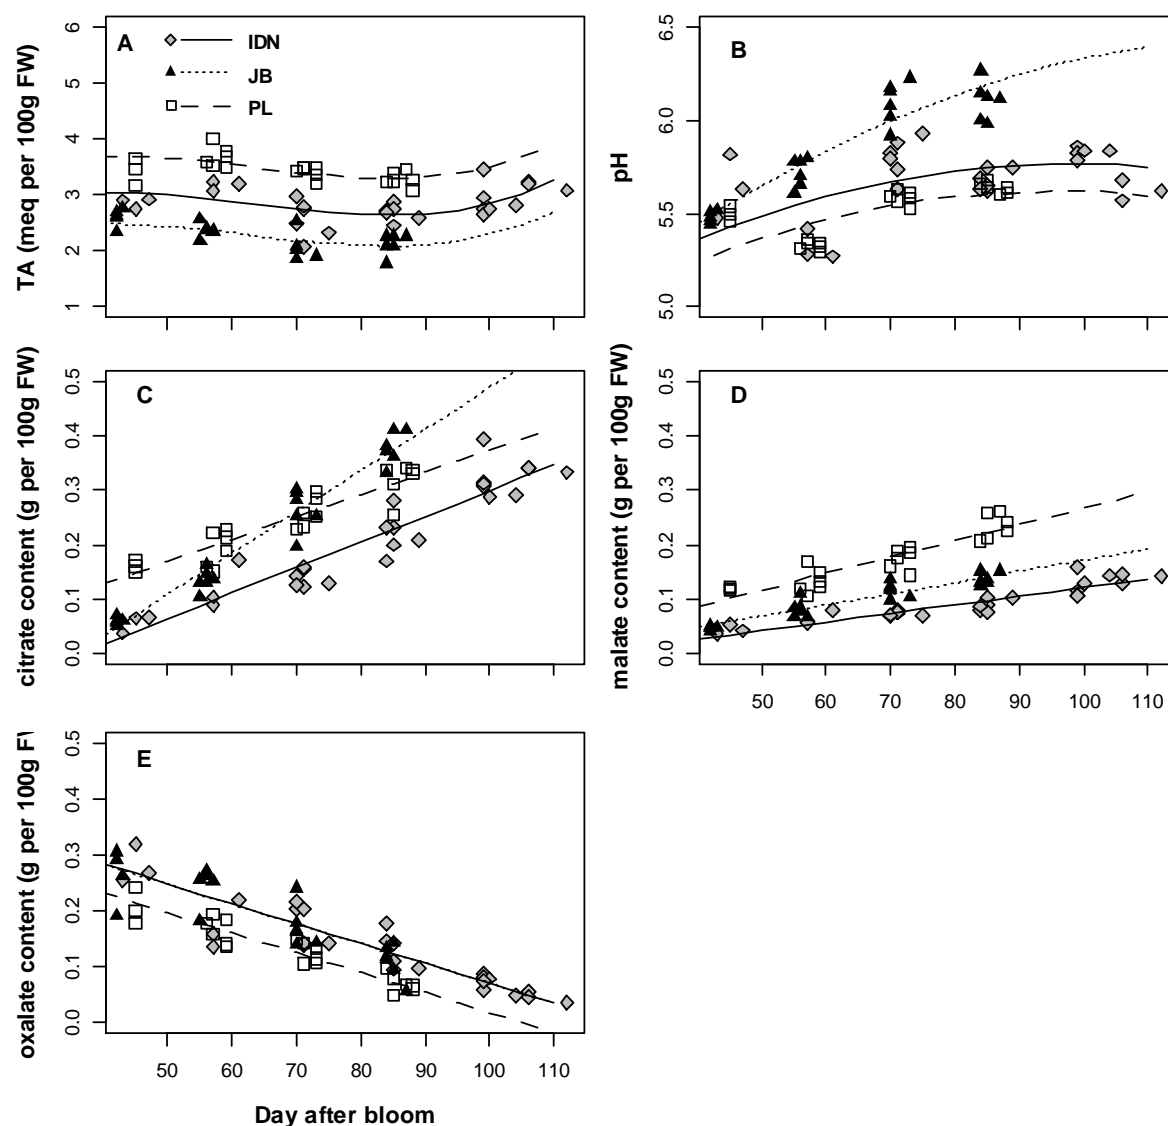 A
IDN
JB
PL
TA (meq per 100g FW)
6
5
4
3
2
1
B
pH
6.5
6.0
5.5
5.0
C
citrate content (g per 100g FW)
0.5
0.4
0.3
0.2
0.1
0.0
D
malate content (g per 100g FW)
0.5
0.4
0.3
0.2
0.1
0.0
50 60 70 80 90 100 110
E
oxalate content (g per 100g
0.5
0.4
0.3
0.2
0.1
0.0
50 60 70 80 90 100 110
Day after bloom